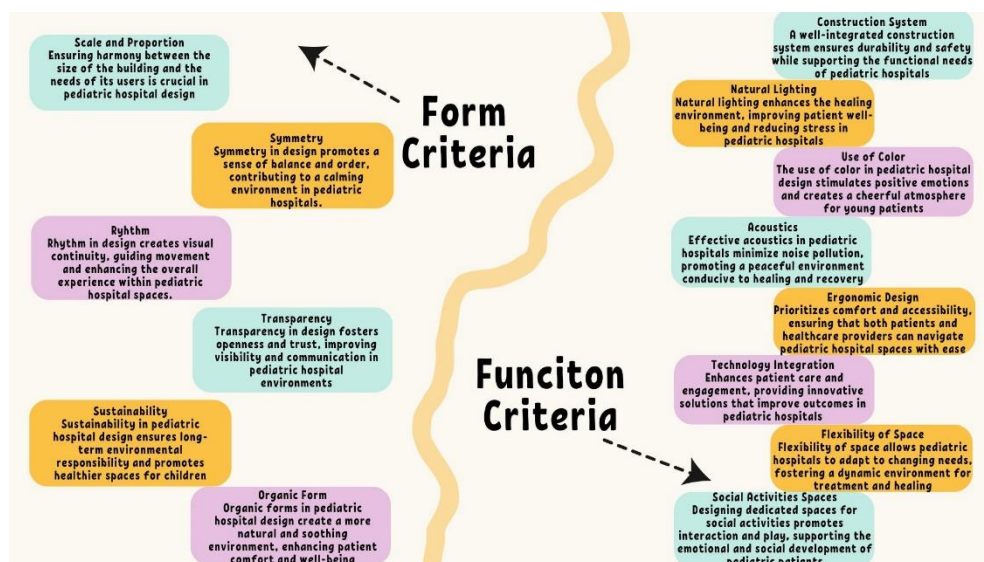 Scale and Proportion
Ensuring harmony between the
size of the building and the
needs of its users is crucial in
pediatric hospital design
Form
Criteria
Symmetry
Symmetry in design promotes a
sense of balance and order,
contributing to a calming
environment in pediatric
hospitals.
Ryhthm
Rhythm in design creates visual
continuity, guiding movement
and enhancing the overall
experience within pediatric
hospital spaces.
Transparency
Transparency in design fosters
openness and trust, improving
visibility and communication in
pediatric hospital
environments
Sustainability
Sustainability in pediatric
hospital design ensures long-
term environmental
responsibility and promotes
healthier spaces for children
Organic Form
Organic forms in pediatric
hospital design create a more
natural and soothing
environment, enhancing patient
comfort and well-being
Construction System
A well-integrated construction
system ensures durability and safety
while supporting the functional needs
of pediatric hospitals
Natural Lighting
Natural lighting enhances the healing
environment, improving patient well-
being and reducing stress in
pediatric hospitals
Use of Color
The use of color in pediatric hospital
design stimulates positive emotions
and creates a cheerful atmosphere
for young patients
Acoustics
Effective acoustics in pediatric
hospitals minimize noise pollution,
promoting a peaceful environment
conducive to healing and recovery
Ergonomic Design
Prioritizes comfort and accessibility,
ensuring that both patients and
healthcare providers can navigate
pediatric hospital spaces with ease
Funciton
Criteria
Technology Integration
Enhances patient care and
engagement, providing innovative
solutions that improve outcomes in
pediatric hospitals
Flexibility of Space
Flexibility of space allows pediatric
hospitals to adapt to changing needs,
fostering a dynamic environment for
treatment and healing
Social Activities Spaces
Designing dedicated spaces for
social activities promotes
interaction and play, supporting the
emotional and social development of
pediatric patients